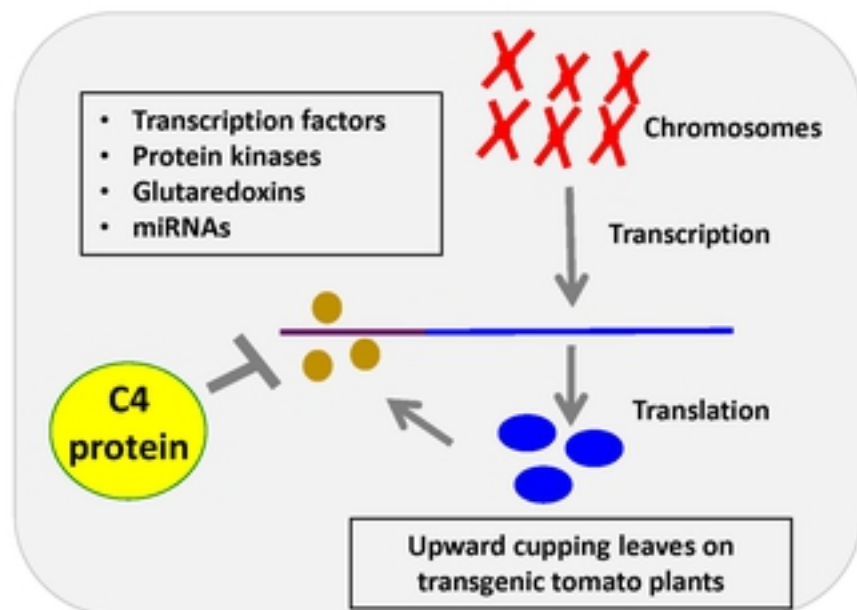 • Transcription factors
• Protein kinases
• Glutaredoxins
• miRNAs
Chromosomes
Transcription
C4
protein
Translation
Upward cupping leaves on
transgenic tomato plants